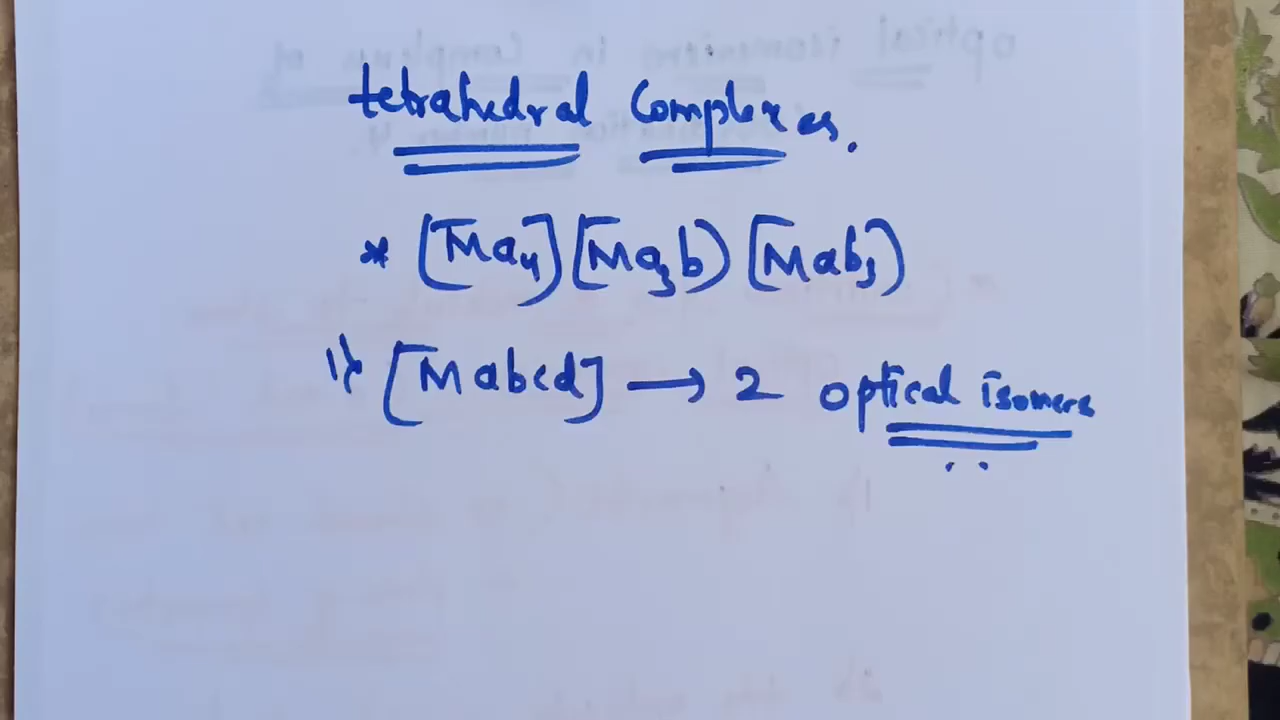 tetrahedral Complexes.
* [Ma₄] [Ma₃b) [Mab₃)
1) [Mabcd] → 2 optical isomers